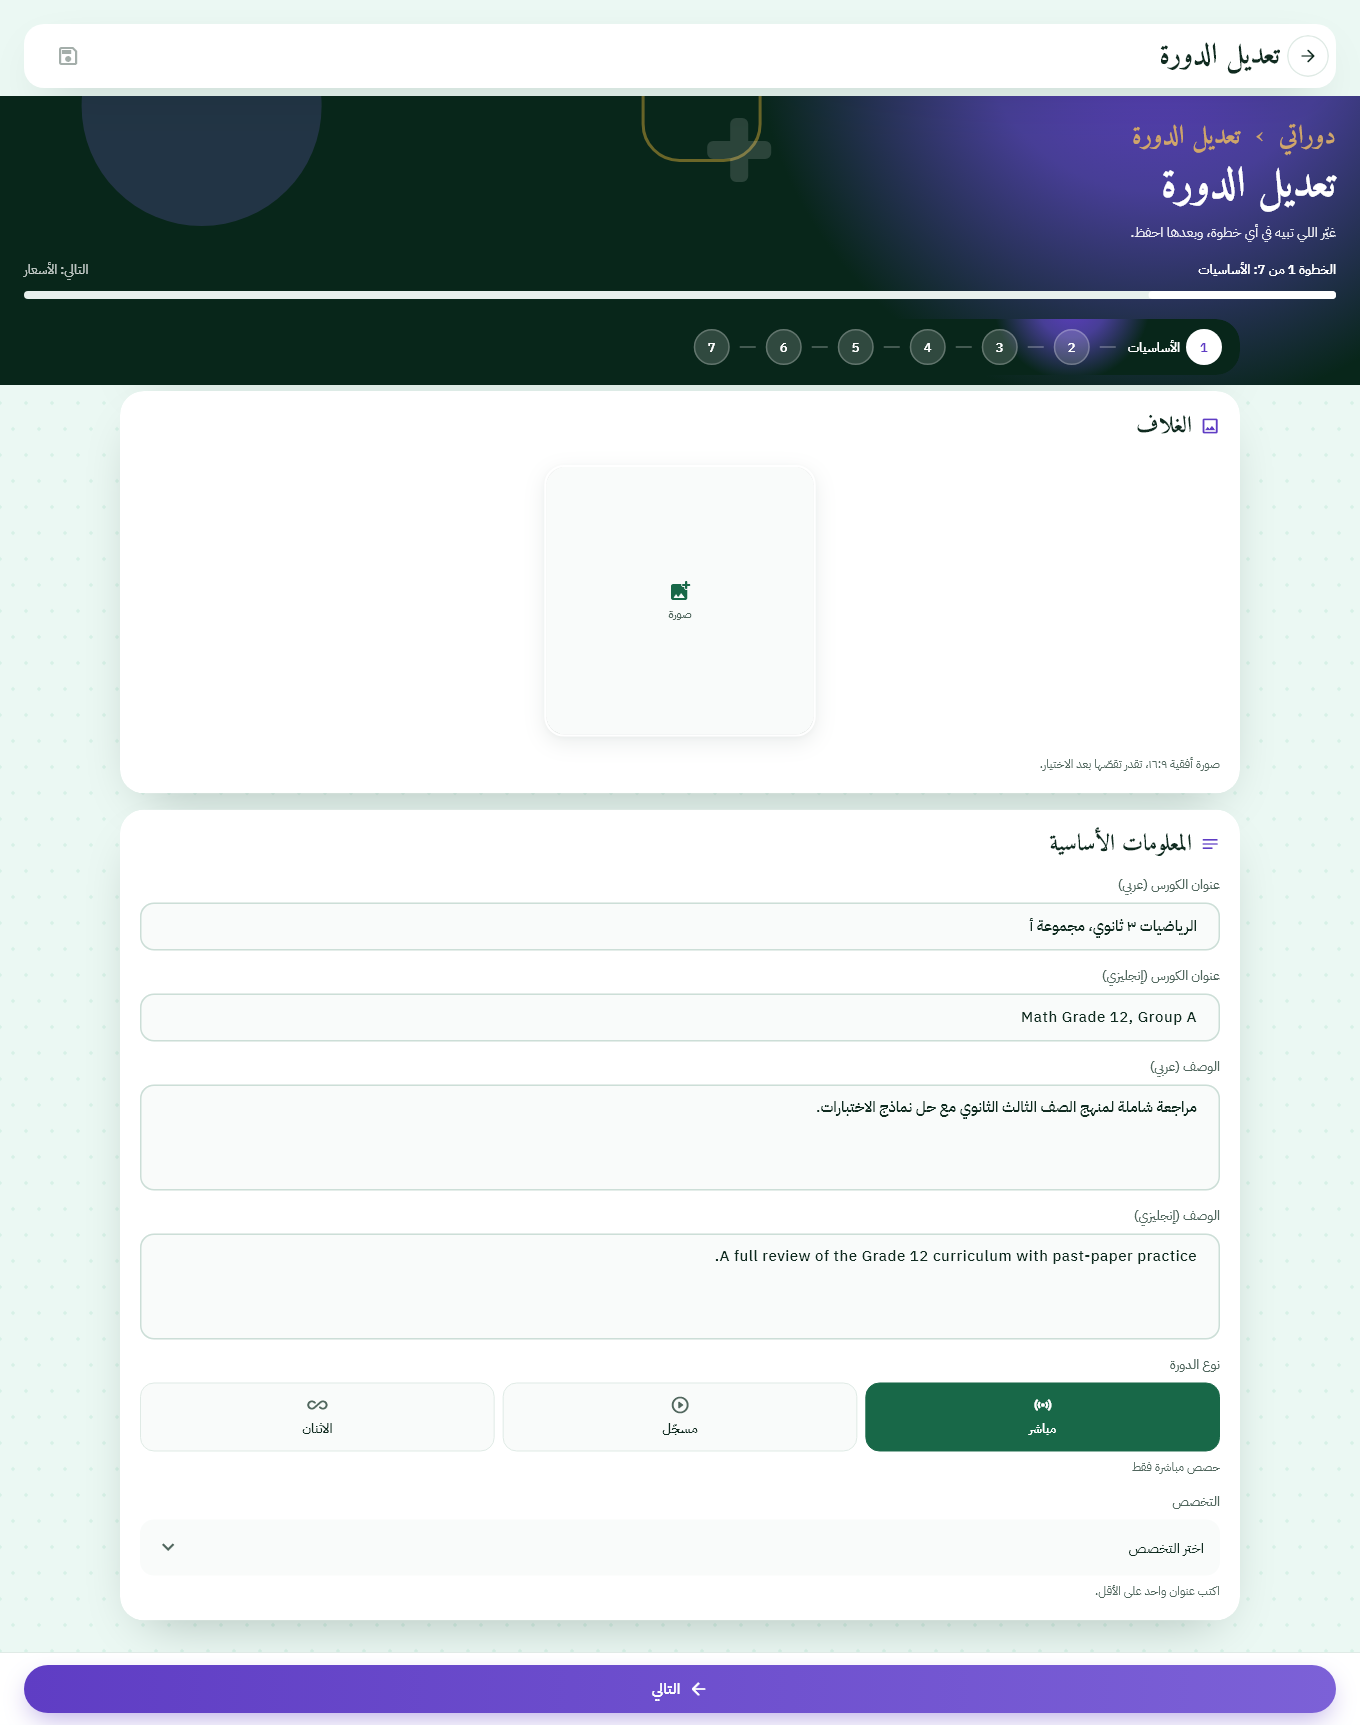 تعديل الدورة
دوراتي › تعديل الدورة
تعديل الدورة
غيّر اللي تبيه في أي خطوة، وبعدها احفظ.
الخطوة 1 من 7: الأساسيات
التالي: الأسعار
1 الأساسيات 2 3 4 5 6 7
الغلاف
صورة
صورة أفقية ١٦:٩، تقدر تقصّها بعد الاختيار.
المعلومات الأساسية
عنوان الكورس (عربي)
الرياضيات ٣ ثانوي، مجموعة أ
عنوان الكورس (إنجليزي)
Math Grade 12, Group A
الوصف (عربي)
مراجعة شاملة لمنهج الصف الثالث الثانوي مع حل نماذج الاختبارات.
الوصف (إنجليزي)
A full review of the Grade 12 curriculum with past-paper practice.
نوع الدورة
مباشر
مسجّل
الاثنان
حصص مباشرة فقط
التخصص
اختر التخصص
اكتب عنوان واحد على الأقل.
التالي